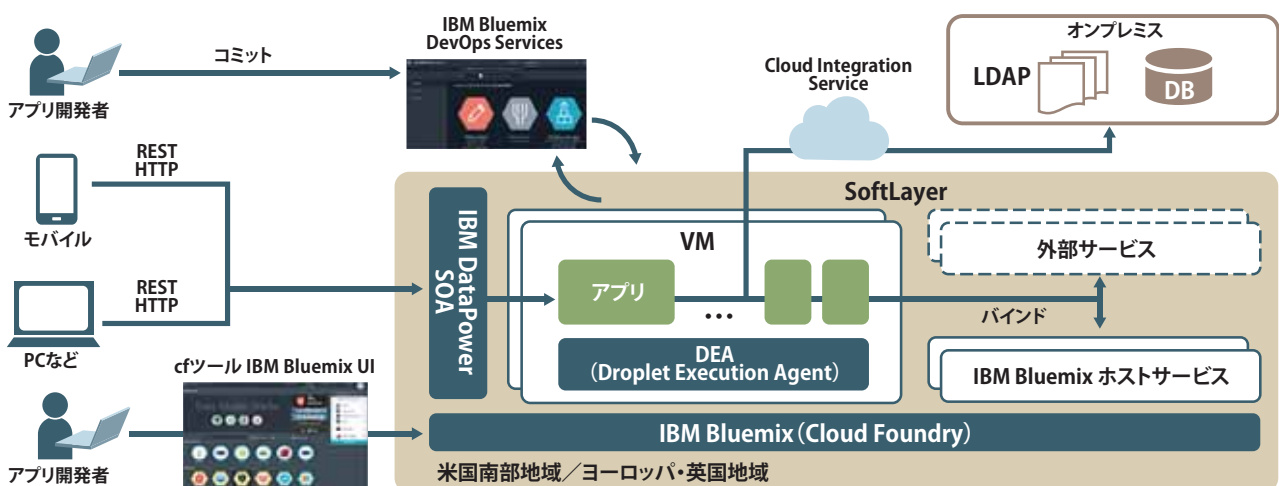 IBM Bluemix
DevOps Services
オンプレミス
コミット
LDAP
DB
Cloud Integration
Service
アプリ開発者
REST
HTTP
SoftLayer
モバイル
IBM DataPower
SOA
VM
アプリ
...
外部サービス
REST
HTTP
バインド
PCなど
DEA
(Droplet Execution Agent)
IBM Bluemix ホストサービス
cfツール IBM Bluemix UI
IBM Bluemix(Cloud Foundry)
アプリ開発者
米国南部地域/ヨーロッパ・英国地域